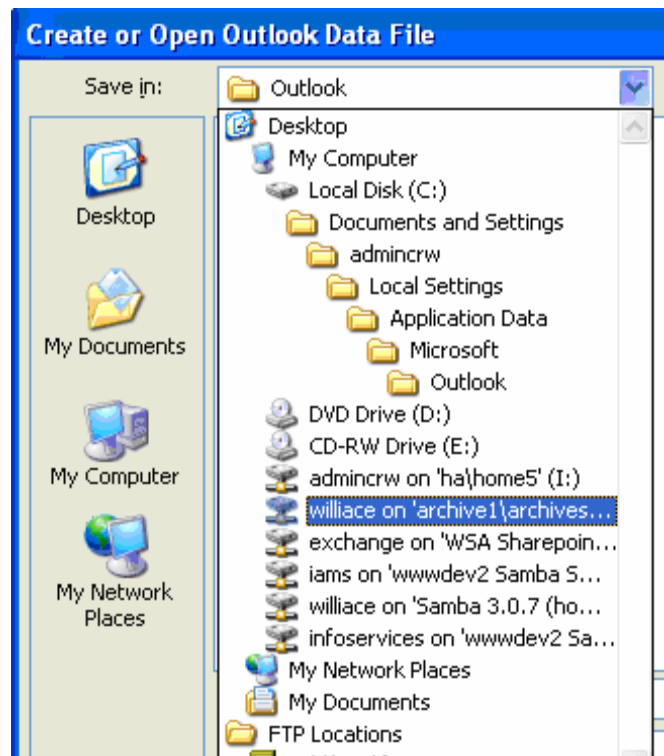 Create or Open Outlook Data File
Save in:
Outlook
Desktop
My Documents
My Computer
My Network
Places
Desktop
My Computer
Local Disk (C:)
Documents and Settings
admincrw
Local Settings
Application Data
Microsoft
Outlook
DVD Drive (D:)
CD-RW Drive (E:)
admincrw on 'ha\home5' (I:)
williace on 'archive1\archives...
exchange on 'WSA Sharepoin...
iams on 'wwwdev2 Samba S...
williace on 'Samba 3.0.7 (ho...
infoservices on 'wwwdev2 Sa...
My Network Places
My Documents
FTP Locations